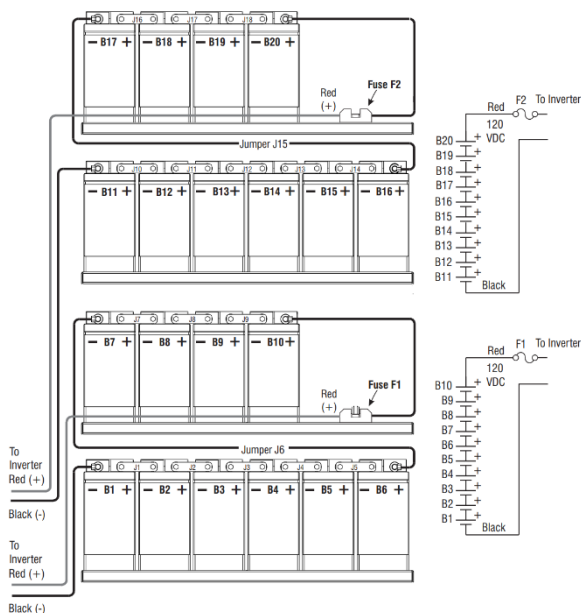 J16 J17 J18
– B17 + – B18 + – B19 + – B20 +
Red
(+)
Fuse F2
Jumper J15
J10 J11 J12 J13 J14
– B11 + – B12 + – B13 + – B14 + – B15 + – B16 +
J7 J8 J9
– B7 + – B8 + – B9 + – B10 +
Red
(+)
Fuse F1
Jumper J6
J1 J2 J3 J4 J5
– B1 + – B2 + – B3 + – B4 + – B5 + – B6 +
To
Inverter
Red (+)
Black (-)
To
Inverter
Red (+)
Black (-)
F2 To Inverter
Red
120
VDC
B20 +
B19 +
B18 +
B17 +
B16 +
B15 +
B14 +
B13 +
B12 +
B11 +
Black
F1 To Inverter
Red
120
VDC
B10 +
B9 +
B8 +
B7 +
B6 +
B5 +
B4 +
B3 +
B2 +
B1 +
Black